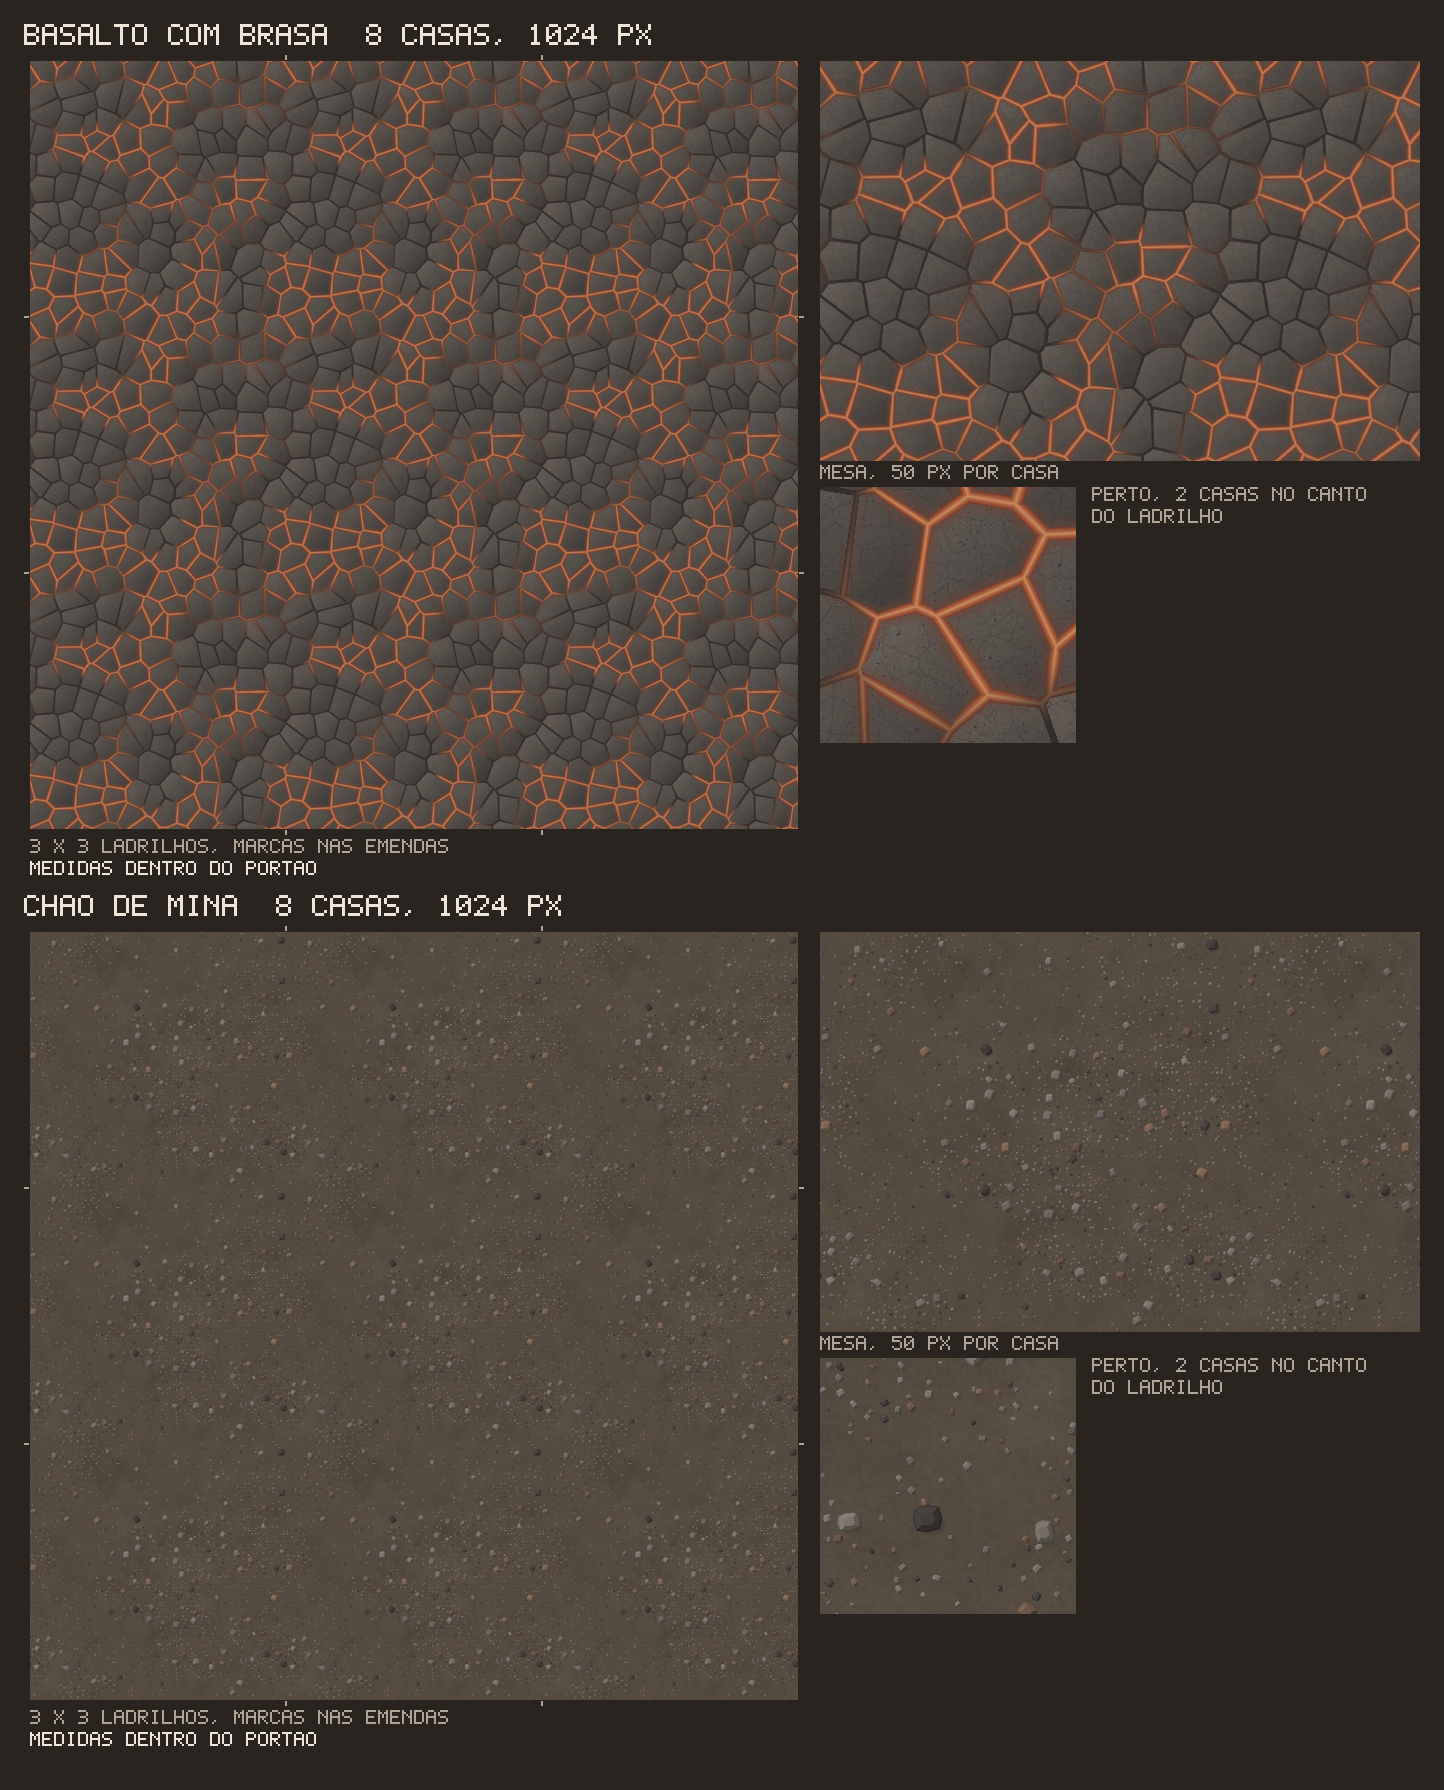 BASALTO COM BRASA  8 CASAS, 1024 PX
MESA, 50 PX POR CASA
PERTO, 2 CASAS NO CANTO
DO LADRILHO
3 X 3 LADRILHOS, MARCAS NAS EMENDAS
MEDIDAS DENTRO DO PORTAO
CHAO DE MINA  8 CASAS, 1024 PX
MESA, 50 PX POR CASA
PERTO, 2 CASAS NO CANTO
DO LADRILHO
3 X 3 LADRILHOS, MARCAS NAS EMENDAS
MEDIDAS DENTRO DO PORTAO